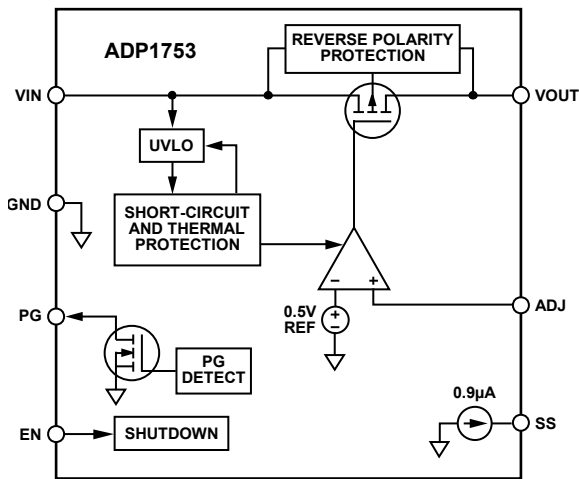 ADP1753
REVERSE POLARITY
PROTECTION
VIN
VOUT
UVLO
GND
SHORT-CIRCUIT
AND THERMAL
PROTECTION
– +
0.5V
REF
+
–
ADJ
PG
PG
DETECT
0.9µA
SS
EN
SHUTDOWN